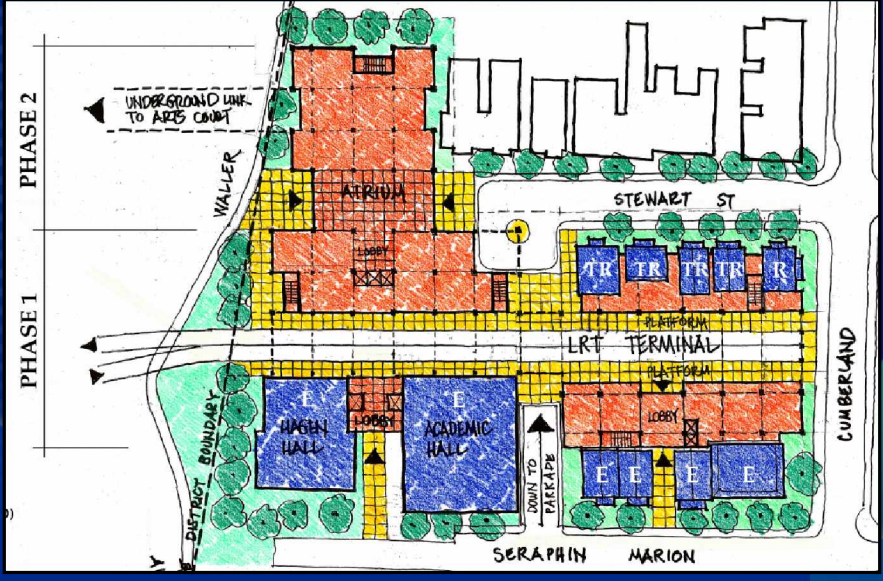 PHASE 2
PHASE 1
UNDERGROUND LINK
TO ARTS COURT
WALLER
ATRIUM
STEWART ST
LOBBY
TR
TR
TR
TR
R
PLATFORM
LRT TERMINAL
PLATFORM
CUMBERLAND
E
HAGEN
HALL
LOBBY
E
ACADEMIC
HALL
LOBBY
DOWN TO
PARKADE
E
E
E
E
DISTRICT BOUNDARY
SERAPHIN MARION